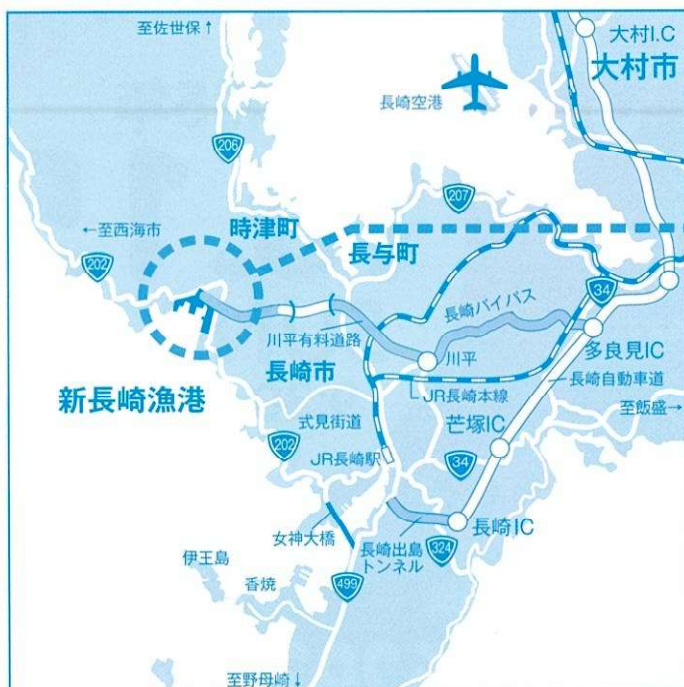 至佐世保↑
大村I.C
大村市
長崎空港
206
207
時津町
←至西海市
長与町
202
34
長崎バイパス
川平有料道路
川平
多良見IC
長崎市
長崎自動車道
新長崎漁港
JR長崎本線
至飯盛→
式見街道
芒塚IC
202
JR長崎駅
34
長崎IC
女神大橋
長崎出島
トンネル
324
伊王島
香焼
499
至野母崎↓